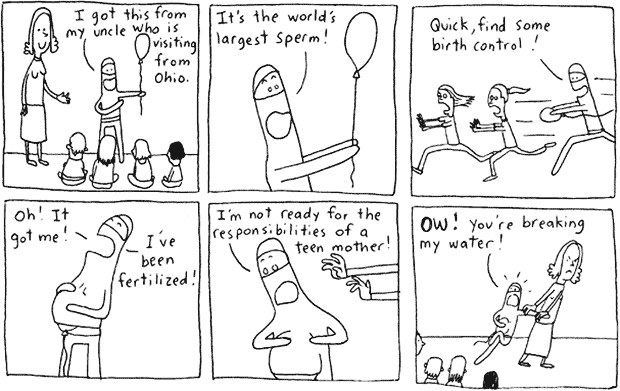 I got this from
my uncle who is
visiting
from
Ohio.
It's the world's
largest sperm!
Quick, find some
birth control!
Oh! It
got me!
I've
been
fertilized!
I'm not ready for the
responsibilities of a
teen mother!
OW! You're breaking
my water!